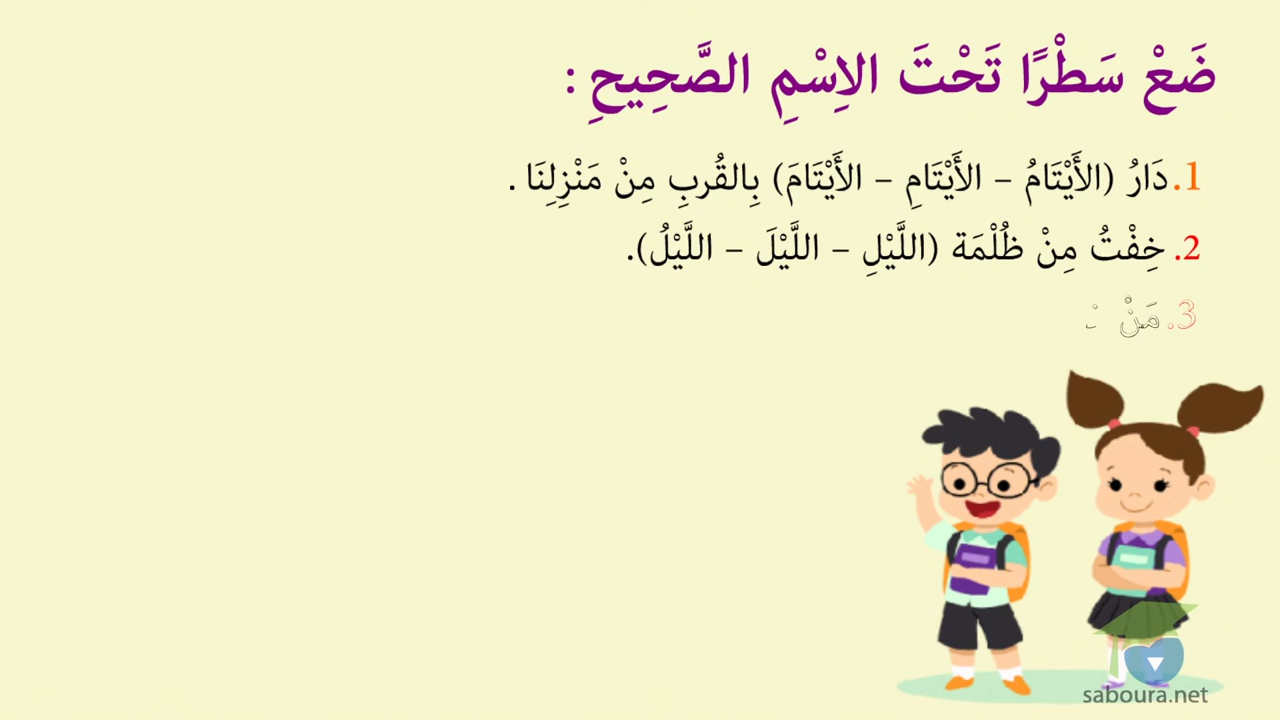 ضَعْ سَطْرًا تَحْتَ الاِسْمِ الصَّحِيحِ :
1. دَارُ (الأَيْتَامُ – الأَيْتَامِ – الأَيْتَامَ) بِالقُربِ مِنْ مَنْزِلِنَا .
2. خِفْتُ مِنْ ظُلْمَة (اللَّيْلِ – اللَّيْلَ – اللَّيْلُ).
3. مَنْ
saboura.net